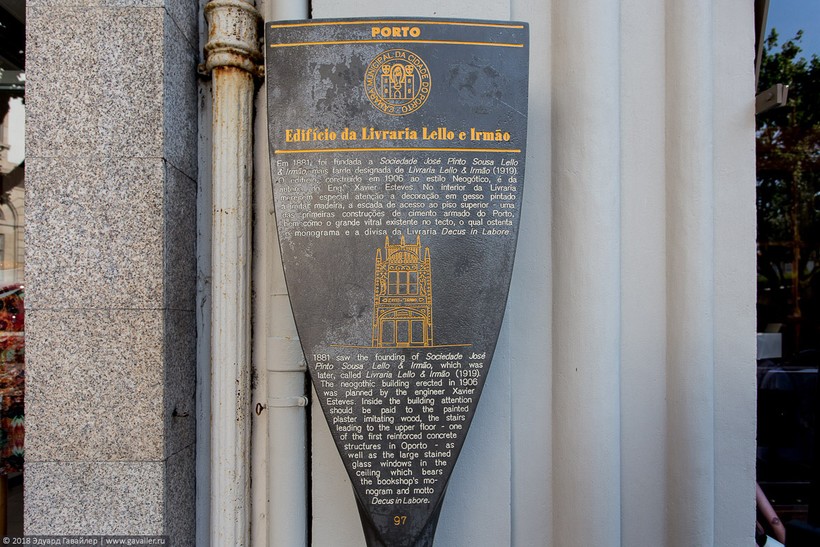 PORTO
CÂMARA MUNICIPAL DA CIDADE DO PORTO
Edifício da Livraria Lello e Irmão
Em 1881, foi fundada a Sociedade José Pinto Sousa Lello
& Irmão, mais tarde designada de Livraria Lello & Irmão (1919).
O edifício, construído em 1906 ao estilo Neogótico, é da
autoria do Engº Xavier Esteves. No interior da Livraria
merecem especial atenção a decoração em gesso pintado
a imitar madeira, a escada de acesso ao piso superior - uma
das primeiras construções de cimento armado do Porto,
bem como o grande vitral existente no tecto, o qual ostenta
o monograma e a divisa da Livraria Decus in Labore.
1881 saw the founding of Sociedade José
Pinto Sousa Lello & Irmão, which was
later, called Livraria Lello & Irmão (1919).
The neogothic building erected in 1906
was planned by the engineer Xavier
Esteves. Inside the building attention
should be paid to the painted
plaster imitating wood, the stairs
leading to the upper floor - one
of the first reinforced concrete
structures in Oporto - as
well as the large stained
glass windows in the
ceiling which bears
the bookshop's mo-
nogram and motto
Decus in Labore.
97
© 2018 Эдуард Гавайлер | www.gavailer.ru